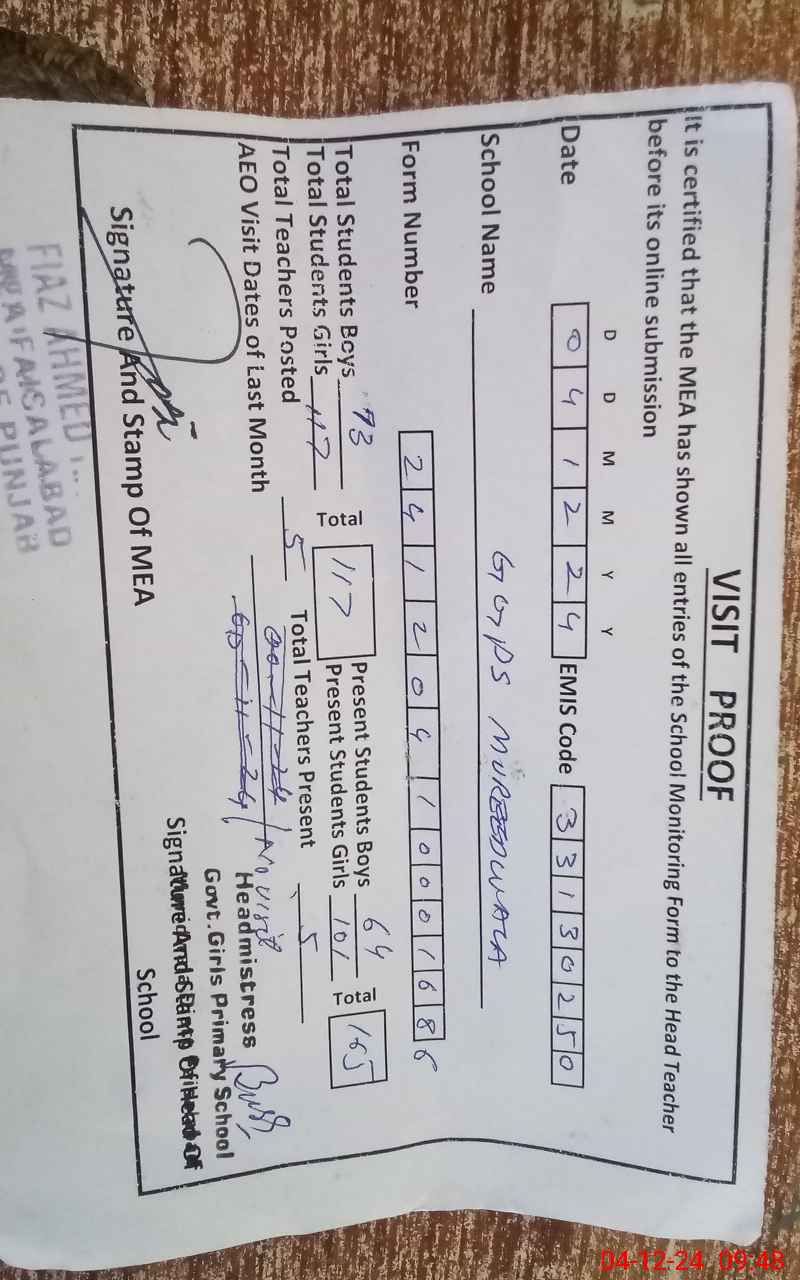 VISIT PROOF
It is certified that the MEA has shown all entries of the School Monitoring Form to the Head Teacher
before its online submission
D D M M Y Y
Date 0 4 1 2 2 4 EMIS Code 3 3 1 3 0 2 5 0
School Name GGPS MUREEDWALA
Form Number 2 4 1 2 0 4 1 0 0 0 1 6 8 6
Total Students Boys 73 Total 117 Present Students Boys 64 Total 165
Total Students Girls 117 Present Students Girls 101
Total Teachers Posted 5 Total Teachers Present 5
AEO Visit Dates of Last Month No visit
Headmistress
Govt. Girls Primary School
Signature And Stamp Of MEA
Signature And Stamp Of Head Of
School
FIAZ AHMED
FAISALABAD
OF PUNJAB
04-12-24 09:48